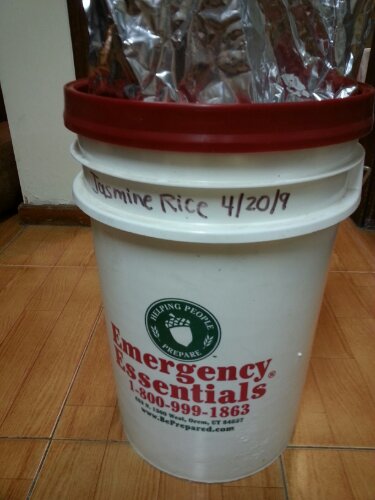 Jasmine Rice 4/20/9
HELPING PEOPLE
PREPARE
Emergency
Essentials®
1-800-999-1863
www.BePrepared.com